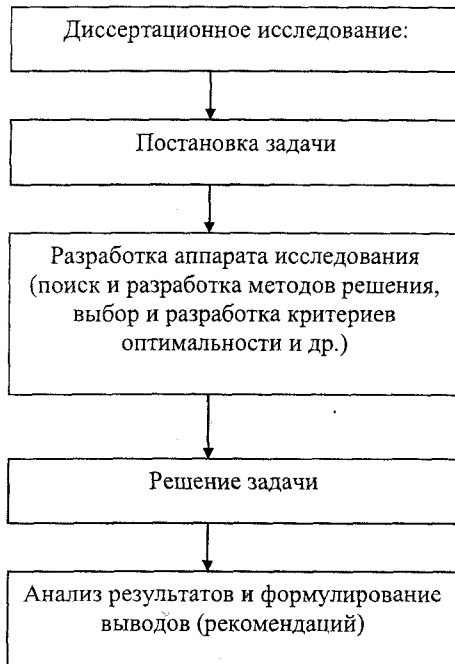 Диссертационное исследование:
Постановка задачи
Разработка аппарата исследования
(поиск и разработка методов решения,
выбор и разработка критериев
оптимальности и др.)
Решение задачи
Анализ результатов и формулирование
выводов (рекомендаций)